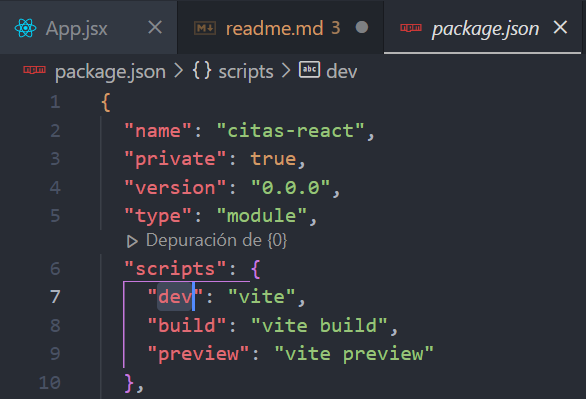 App.jsx readme.md 3 package.json
package.json > {} scripts > abc dev
1 {
2 "name": "citas-react",
3 "private": true,
4 "version": "0.0.0",
5 "type": "module",
Depuración de {0}
6 "scripts": {
7 "dev": "vite",
8 "build": "vite build",
9 "preview": "vite preview"
10 },